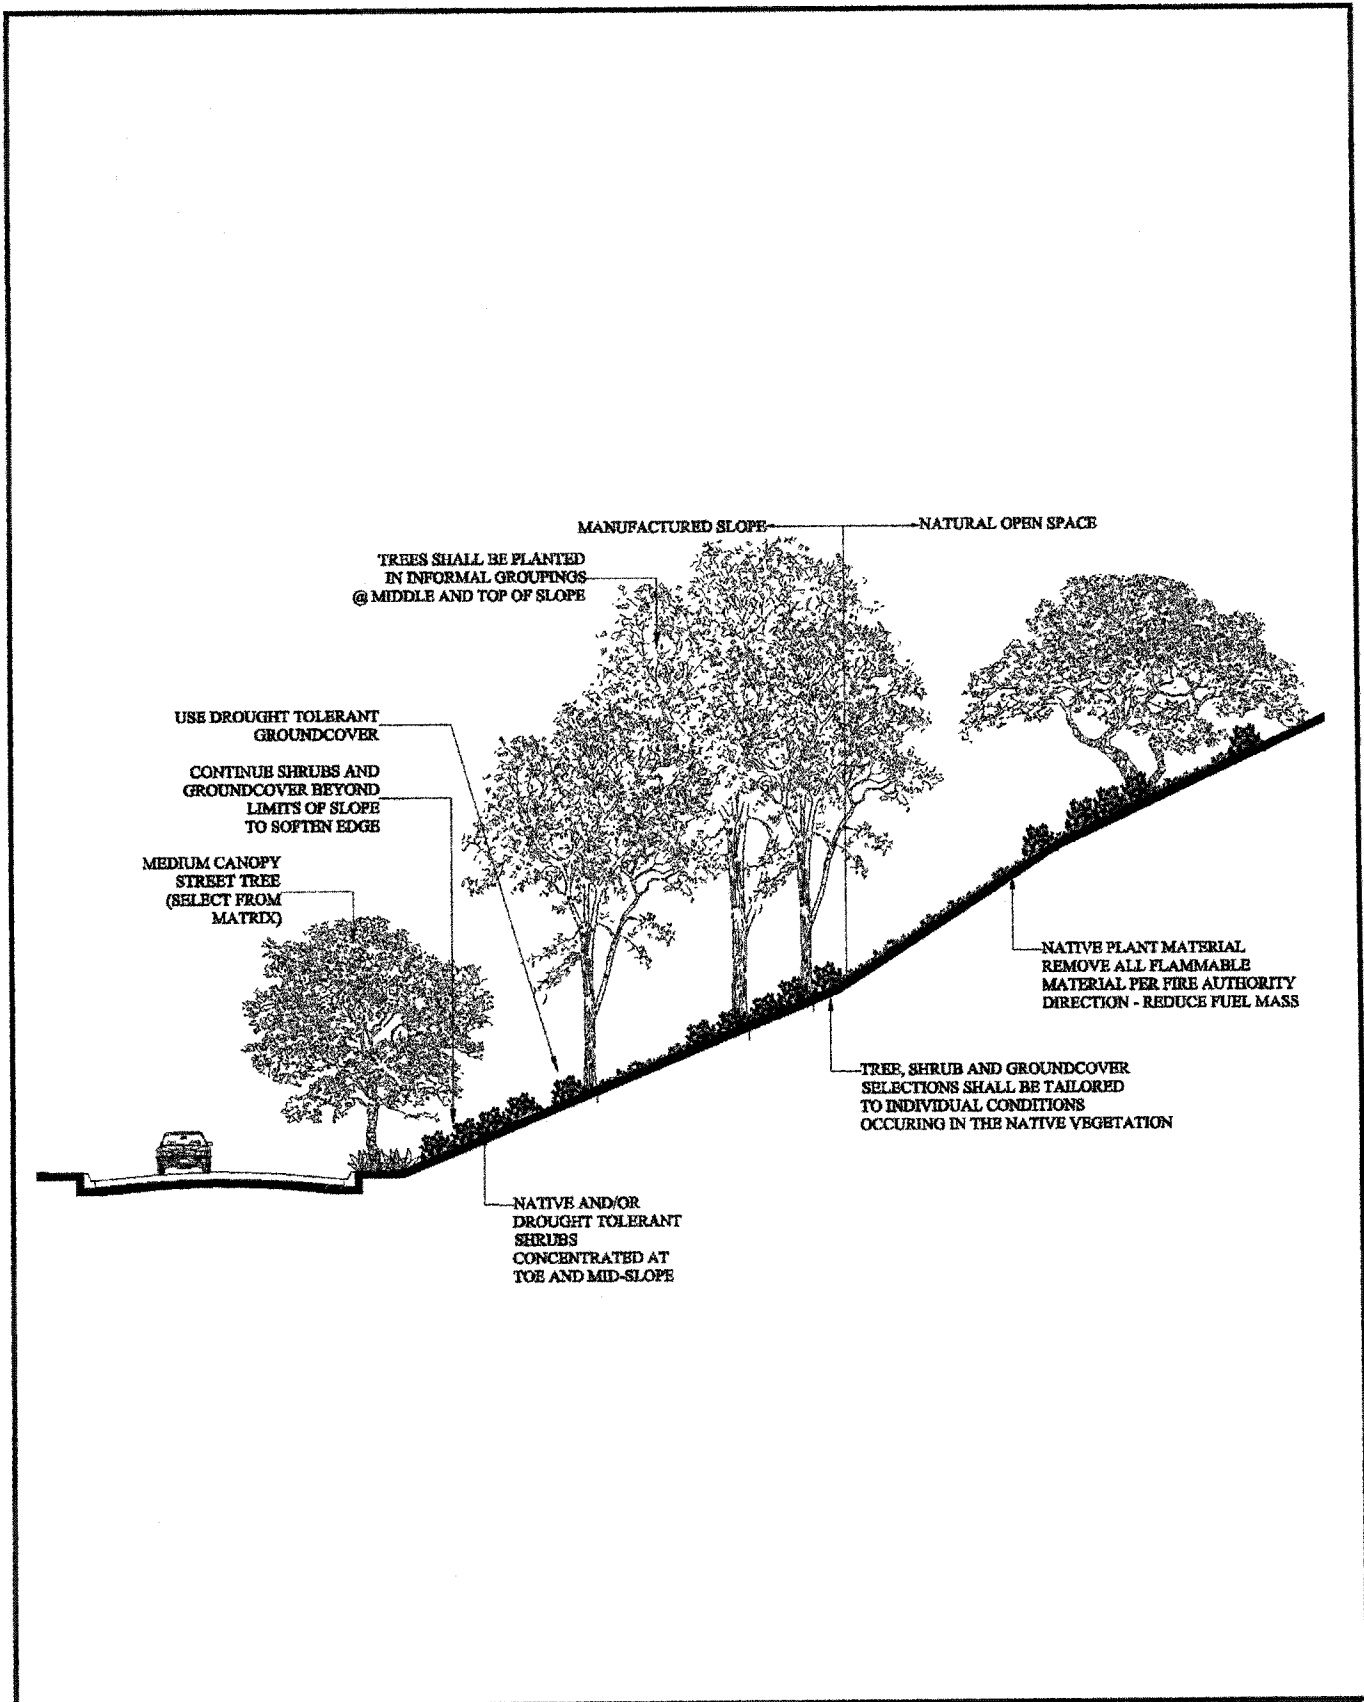 MANUFACTURED SLOPE
NATURAL OPEN SPACE
TREES SHALL BE PLANTED
IN INFORMAL GROUPINGS
@ MIDDLE AND TOP OF SLOPE
USE DROUGHT TOLERANT
GROUNDCOVER
CONTINUE SHRUBS AND
GROUNDCOVER BEYOND
LIMITS OF SLOPE
TO SOFTEN EDGE
MEDIUM CANOPY
STREET TREE
(SELECT FROM
MATRIX)
NATIVE PLANT MATERIAL
REMOVE ALL FLAMMABLE
MATERIAL PER FIRE AUTHORITY
DIRECTION - REDUCE FUEL MASS
TREE, SHRUB AND GROUNDCOVER
SELECTIONS SHALL BE TAILORED
TO INDIVIDUAL CONDITIONS
OCCURING IN THE NATIVE VEGETATION
NATIVE AND/OR
DROUGHT TOLERANT
SHRUBS
CONCENTRATED AT
TOE AND MID-SLOPE